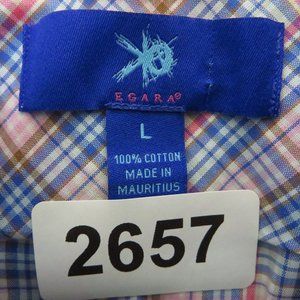 EGARA®
L
100% COTTON
MADE IN
MAURITIUS
2657